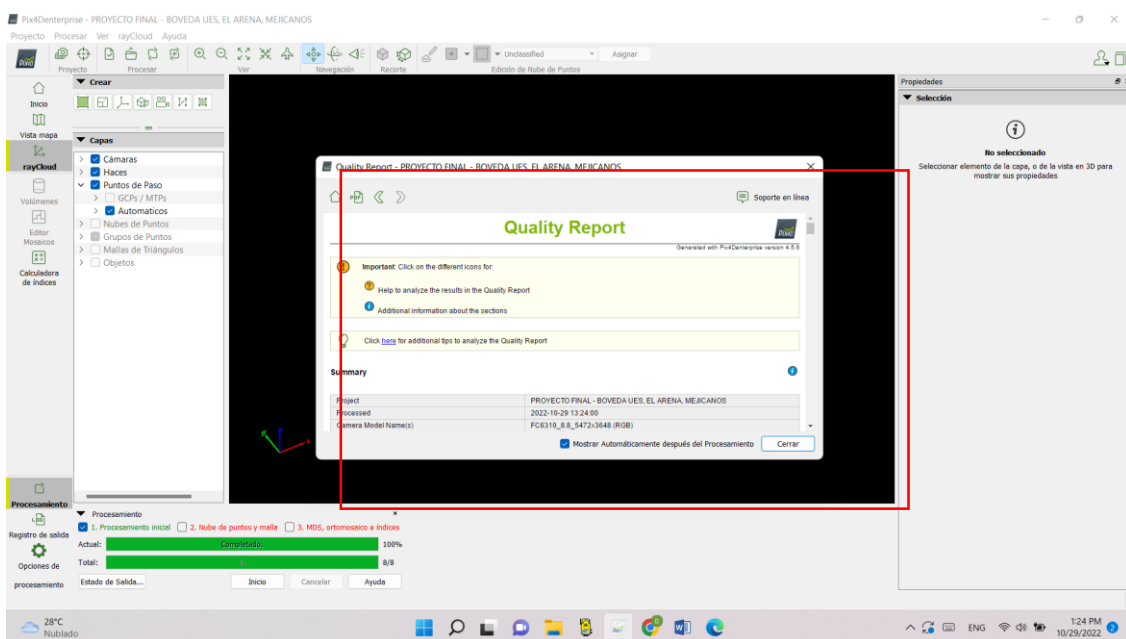 Pix4Denterprise - PROYECTO FINAL - BOVEDA UES, EL ARENA, MEJICANOS
Proyecto Procesar Ver rayCloud Ayuda
Unclassified Asignar
Proyecto Procesar Ver Navegación Recorte Edición de Nube de Puntos
Inicio
Vista mapa
rayCloud
Volúmenes
Editor
Mosaicos
Calculadora
de índices
Crear
Capas
Cámaras
Haces
Puntos de Paso
GCPs / MTPs
Automaticos
Nubes de Puntos
Grupos de Puntos
Mallas de Triángulos
Objetos
Quality Report - PROYECTO FINAL - BOVEDA UES, EL ARENA, MEJICANOS
Soporte en línea
Quality Report
Generated with Pix4Denterprise version 4.5.6
Important: Click on the different icons for:
Help to analyze the results in the Quality Report
Additional information about the sections
Click here for additional tips to analyze the Quality Report
Summary
Project PROYECTO FINAL - BOVEDA UES, EL ARENA, MEJICANOS
Processed 2022-10-29 13:24:00
Camera Model Name(s) FC6310_8.8_5472x3648 (RGB)
Mostrar Automáticamente después del Procesamiento Cerrar
Propiedades
Selección
No seleccionado
Seleccionar elemento de la capa, o de la vista en 3D para
mostrar sus propiedades
Procesamiento
Registro de salida
Opciones de
procesamiento
Procesamiento
1. Procesamiento inicial 2. Nube de puntos y malla 3. MDS, ortomosaico e índices
Actual: Completado. 100%
Total: 8/8
Estado de Salida... Inicio Cancelar Ayuda
28°C
Nublado
ENG
1:24 PM
10/29/2022
2